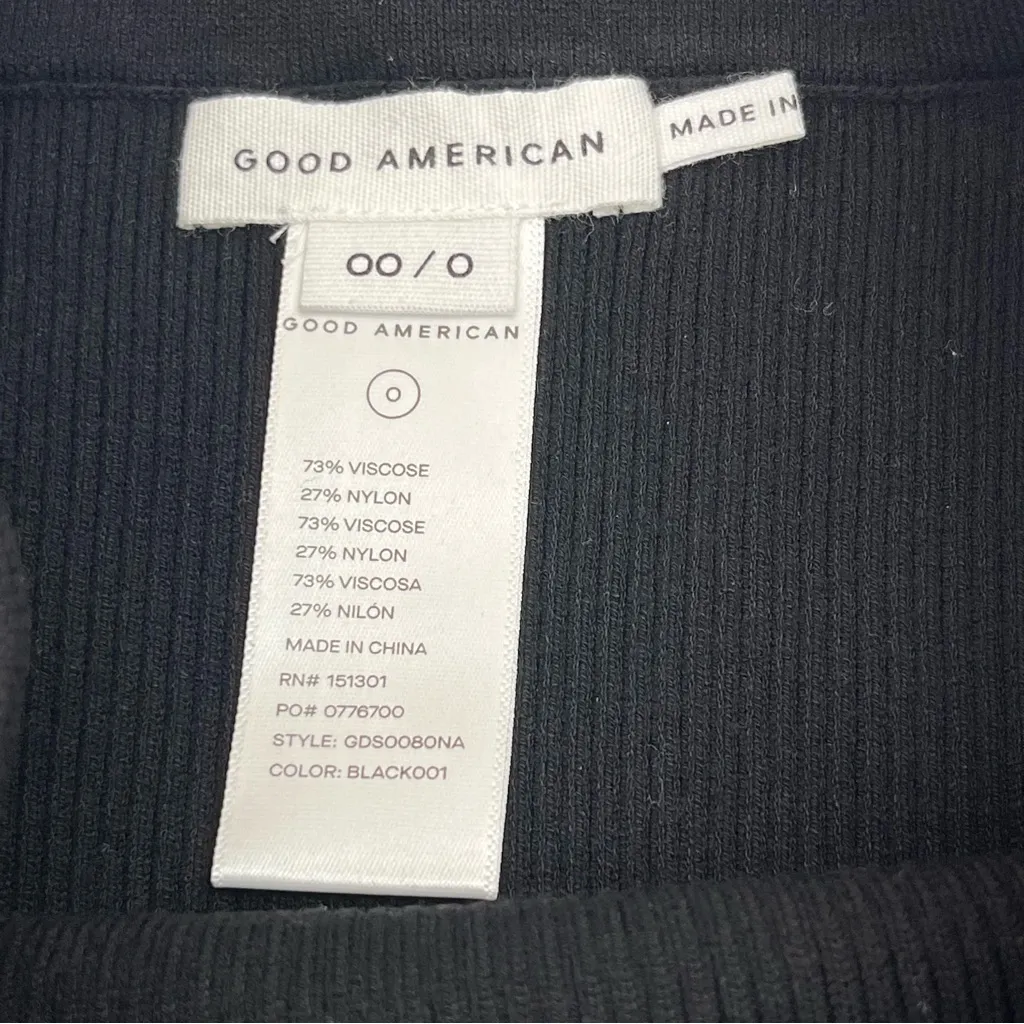 GOOD AMERICAN
MADE IN
00 / 0
GOOD AMERICAN
0
73% VISCOSE
27% NYLON
73% VISCOSE
27% NYLON
73% VISCOSA
27% NILÓN
MADE IN CHINA
RN# 151301
PO# 0776700
STYLE: GDS0080NA
COLOR: BLACK001